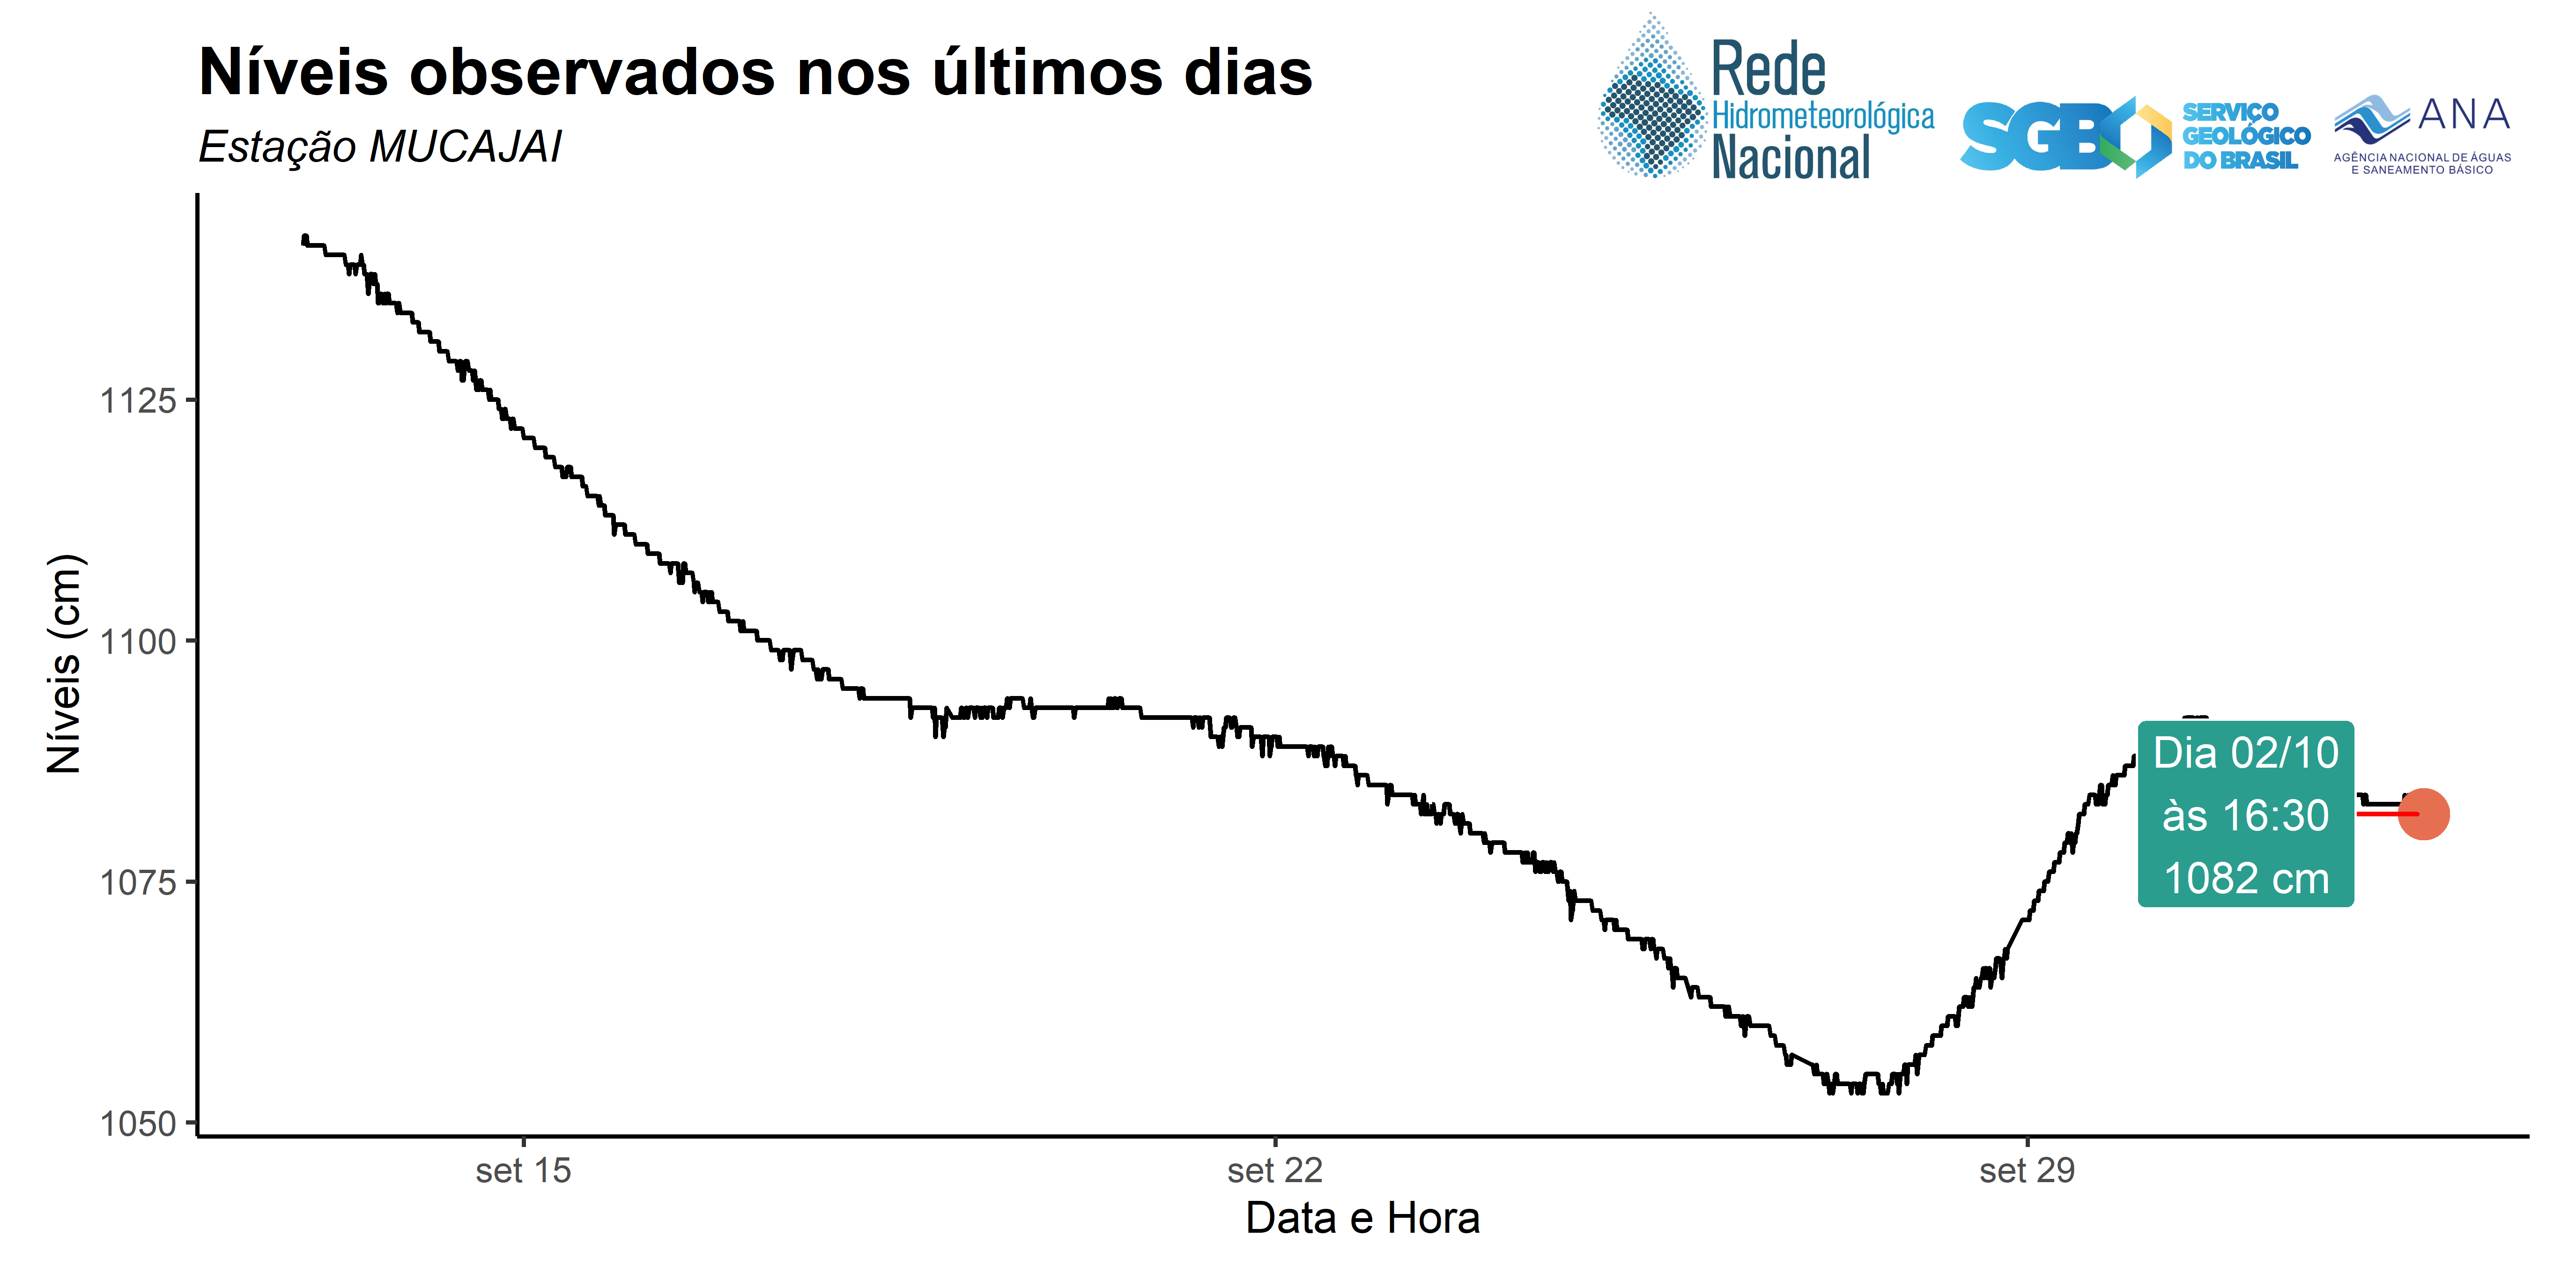 Níveis observados nos últimos dias
Estação MUCAJAI
Rede
Hidrometeorológica
Nacional
SGB
SERVIÇO
GEOLÓGICO
DO BRASIL
ANA
AGÊNCIA NACIONAL DE ÁGUAS
E SANEAMENTO BÁSICO
Níveis (cm)
1125
1100
1075
1050
Dia 02/10
às 16:30
1082 cm
set 15
set 22
set 29
Data e Hora